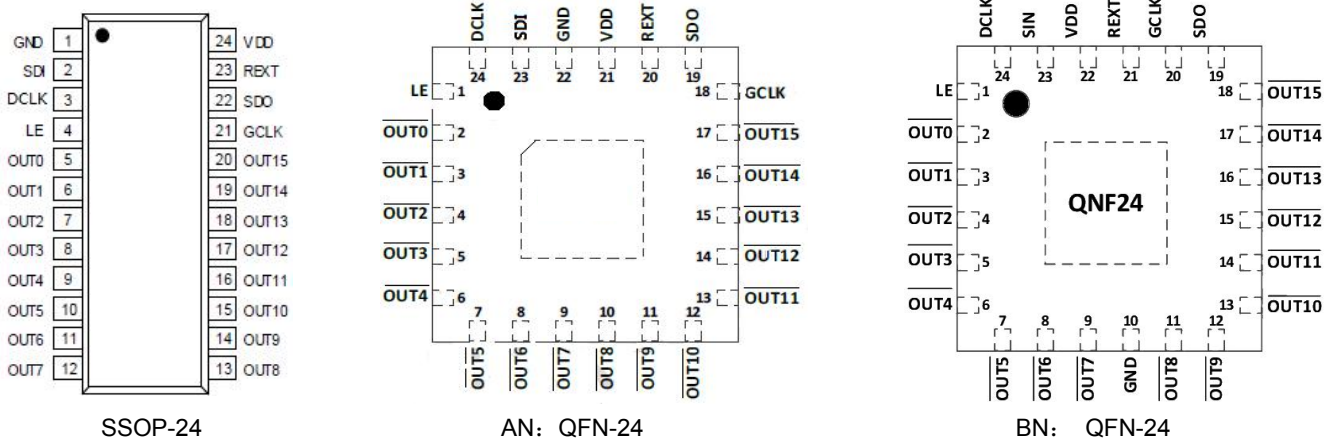 GND 1 24 VDD
SDI 2 23 REXT
DCLK 3 22 SDO
LE 4 21 GCLK
OUT0 5 20 OUT15
OUT1 6 19 OUT14
OUT2 7 18 OUT13
OUT3 8 17 OUT12
OUT4 9 16 OUT11
OUT5 10 15 OUT10
OUT6 11 14 OUT9
OUT7 12 13 OUT8
SSOP-24
DCLK SDI GND VDD REXT SDO
24 23 22 21 20 19
LE 1 18 GCLK
OUT0 2 17 OUT15
OUT1 3 16 OUT14
OUT2 4 15 OUT13
OUT3 5 14 OUT12
OUT4 6 13 OUT11
7 8 9 10 11 12
OUT5 OUT6 OUT7 OUT8 OUT9 OUT10
AN：QFN-24
DCLK SIN VDD REXT GCLK SDO
24 23 22 21 20 19
LE 1 18 OUT15
OUT0 2 17 OUT14
OUT1 3 16 OUT13
QNF24
OUT2 4 15 OUT12
OUT3 5 14 OUT11
OUT4 6 13 OUT10
7 8 9 10 11 12
OUT5 OUT6 OUT7 GND OUT8 OUT9
BN： QFN-24